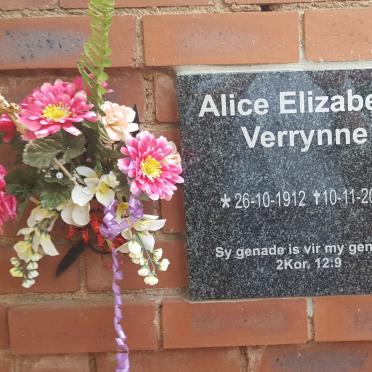 Alice Elizabe
Verrynne
* 26-10-1912 ✝10-11-20
Sy genade is vir my gen
2Kor. 12:9